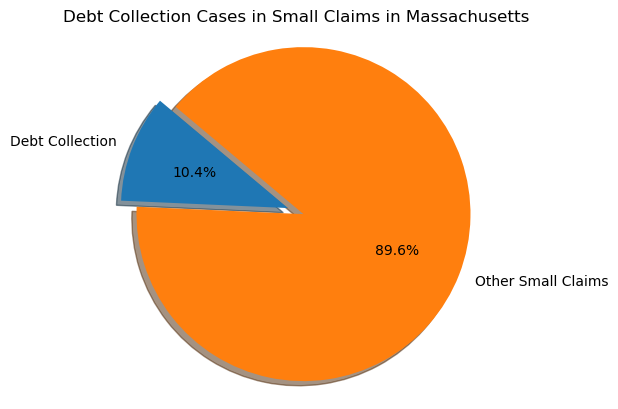 Debt Collection Cases in Small Claims in Massachusetts
Debt Collection
10.4%
89.6%
Other Small Claims